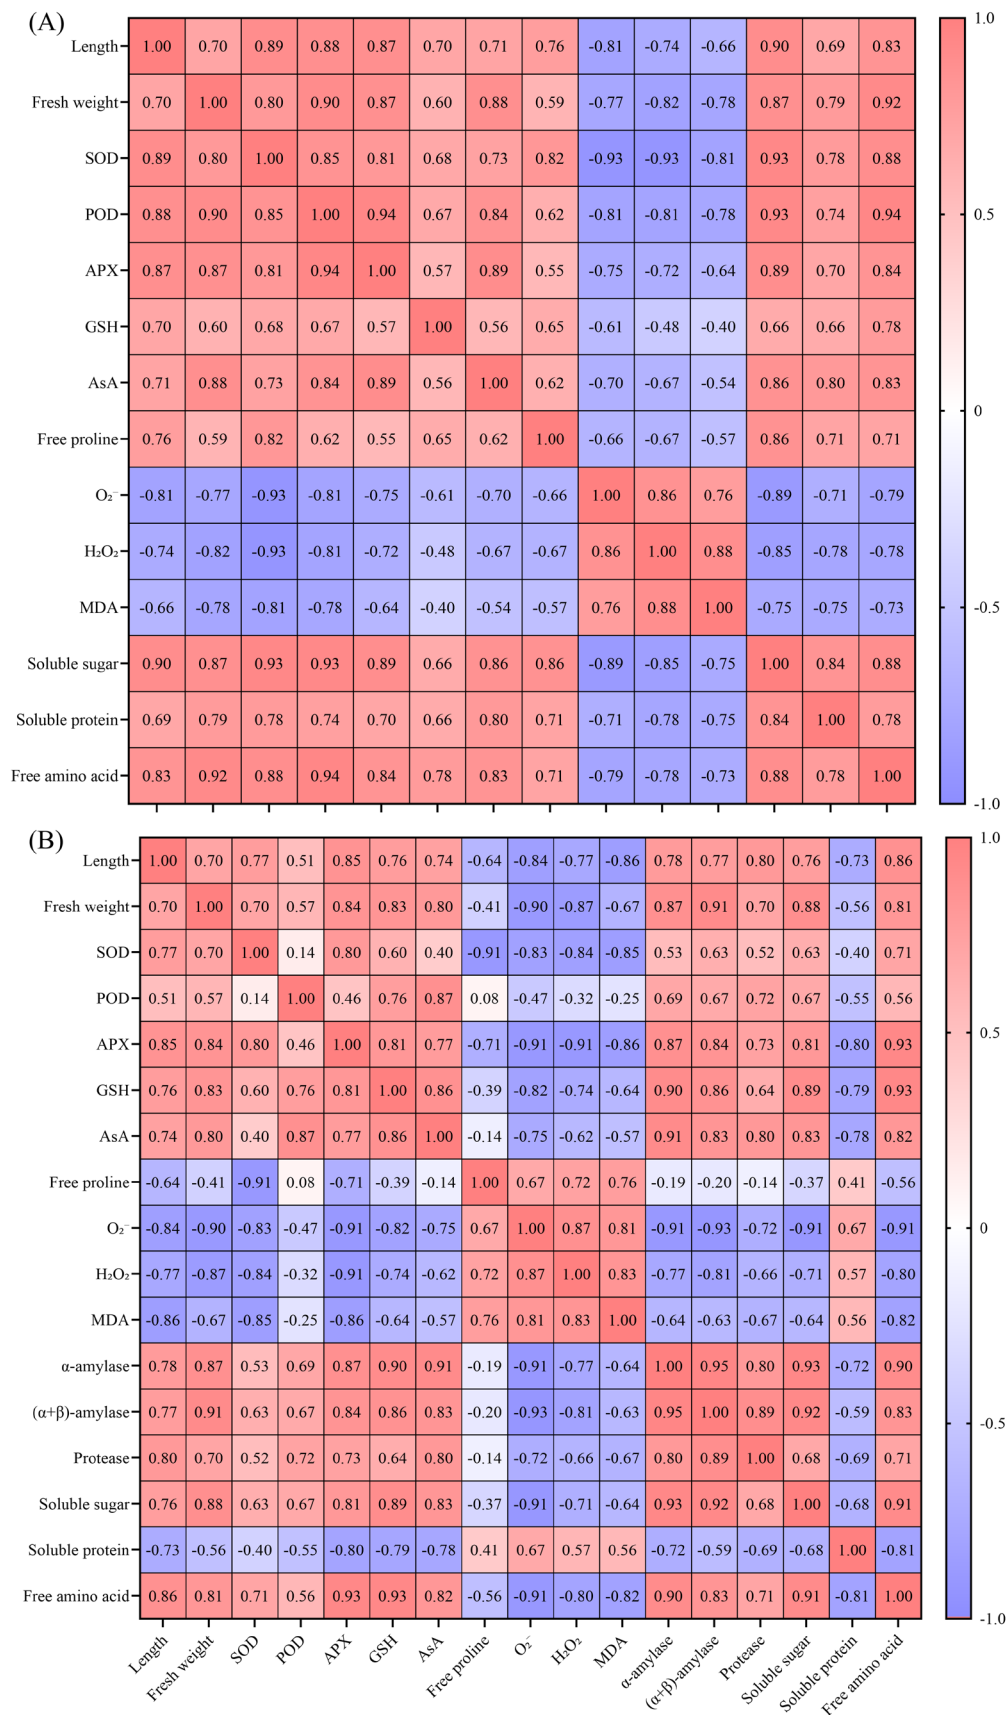 (A)
Length 1.00 0.70 0.89 0.88 0.87 0.70 0.71 0.76 -0.81 -0.74 -0.66 0.90 0.69 0.83
Fresh weight 0.70 1.00 0.80 0.90 0.87 0.60 0.88 0.59 -0.77 -0.82 -0.78 0.87 0.79 0.92
SOD 0.89 0.80 1.00 0.85 0.81 0.68 0.73 0.82 -0.93 -0.93 -0.81 0.93 0.78 0.88
POD 0.88 0.90 0.85 1.00 0.94 0.67 0.84 0.62 -0.81 -0.81 -0.78 0.93 0.74 0.94
APX 0.87 0.87 0.81 0.94 1.00 0.57 0.89 0.55 -0.75 -0.72 -0.64 0.89 0.70 0.84
GSH 0.70 0.60 0.68 0.67 0.57 1.00 0.56 0.65 -0.61 -0.48 -0.40 0.66 0.66 0.78
AsA 0.71 0.88 0.73 0.84 0.89 0.56 1.00 0.62 -0.70 -0.67 -0.54 0.86 0.80 0.83
Free proline 0.76 0.59 0.82 0.62 0.55 0.65 0.62 1.00 -0.66 -0.67 -0.57 0.86 0.71 0.71
O₂⁻ -0.81 -0.77 -0.93 -0.81 -0.75 -0.61 -0.70 -0.66 1.00 0.86 0.76 -0.89 -0.71 -0.79
H₂O₂ -0.74 -0.82 -0.93 -0.81 -0.72 -0.48 -0.67 -0.67 0.86 1.00 0.88 -0.85 -0.78 -0.78
MDA -0.66 -0.78 -0.81 -0.78 -0.64 -0.40 -0.54 -0.57 0.76 0.88 1.00 -0.75 -0.75 -0.73
Soluble sugar 0.90 0.87 0.93 0.93 0.89 0.66 0.86 0.86 -0.89 -0.85 -0.75 1.00 0.84 0.88
Soluble protein 0.69 0.79 0.78 0.74 0.70 0.66 0.80 0.71 -0.71 -0.78 -0.75 0.84 1.00 0.78
Free amino acid 0.83 0.92 0.88 0.94 0.84 0.78 0.83 0.71 -0.79 -0.78 -0.73 0.88 0.78 1.00
1.0
0.5
0
-0.5
-1.0
(B)
Length 1.00 0.70 0.77 0.51 0.85 0.76 0.74 -0.64 -0.84 -0.77 -0.86 0.78 0.77 0.80 0.76 -0.73 0.86
Fresh weight 0.70 1.00 0.70 0.57 0.84 0.83 0.80 -0.41 -0.90 -0.87 -0.67 0.87 0.91 0.70 0.88 -0.56 0.81
SOD 0.77 0.70 1.00 0.14 0.80 0.60 0.40 -0.91 -0.83 -0.84 -0.85 0.53 0.63 0.52 0.63 -0.40 0.71
POD 0.51 0.57 0.14 1.00 0.46 0.76 0.87 0.08 -0.47 -0.32 -0.25 0.69 0.67 0.72 0.67 -0.55 0.56
APX 0.85 0.84 0.80 0.46 1.00 0.81 0.77 -0.71 -0.91 -0.91 -0.86 0.87 0.84 0.73 0.81 -0.80 0.93
GSH 0.76 0.83 0.60 0.76 0.81 1.00 0.86 -0.39 -0.82 -0.74 -0.64 0.90 0.86 0.64 0.89 -0.79 0.93
AsA 0.74 0.80 0.40 0.87 0.77 0.86 1.00 -0.14 -0.75 -0.62 -0.57 0.91 0.83 0.80 0.83 -0.78 0.82
Free proline -0.64 -0.41 -0.91 0.08 -0.71 -0.39 -0.14 1.00 0.67 0.72 0.76 -0.19 -0.20 -0.14 -0.37 0.41 -0.56
O₂⁻ -0.84 -0.90 -0.83 -0.47 -0.91 -0.82 -0.75 0.67 1.00 0.87 0.81 -0.91 -0.93 -0.72 -0.91 0.67 -0.91
H₂O₂ -0.77 -0.87 -0.84 -0.32 -0.91 -0.74 -0.62 0.72 0.87 1.00 0.83 -0.77 -0.81 -0.66 -0.71 0.57 -0.80
MDA -0.86 -0.67 -0.85 -0.25 -0.86 -0.64 -0.57 0.76 0.81 0.83 1.00 -0.64 -0.63 -0.67 -0.64 0.56 -0.82
α-amylase 0.78 0.87 0.53 0.69 0.87 0.90 0.91 -0.19 -0.91 -0.77 -0.64 1.00 0.95 0.80 0.93 -0.72 0.90
(α+β)-amylase 0.77 0.91 0.63 0.67 0.84 0.86 0.83 -0.20 -0.93 -0.81 -0.63 0.95 1.00 0.89 0.92 -0.59 0.83
Protease 0.80 0.70 0.52 0.72 0.73 0.64 0.80 -0.14 -0.72 -0.66 -0.67 0.80 0.89 1.00 0.68 -0.69 0.71
Soluble sugar 0.76 0.88 0.63 0.67 0.81 0.89 0.83 -0.37 -0.91 -0.71 -0.64 0.93 0.92 0.68 1.00 -0.68 0.91
Soluble protein -0.73 -0.56 -0.40 -0.55 -0.80 -0.79 -0.78 0.41 0.67 0.57 0.56 -0.72 -0.59 -0.69 -0.68 1.00 -0.81
Free amino acid 0.86 0.81 0.71 0.56 0.93 0.93 0.82 -0.56 -0.91 -0.80 -0.82 0.90 0.83 0.71 0.91 -0.81 1.00
Length Fresh weight SOD POD APX GSH AsA Free proline O₂⁻ H₂O₂ MDA α-amylase (α+β)-amylase Protease Soluble sugar Soluble protein Free amino acid
1.0
0.5
0
-0.5
-1.0